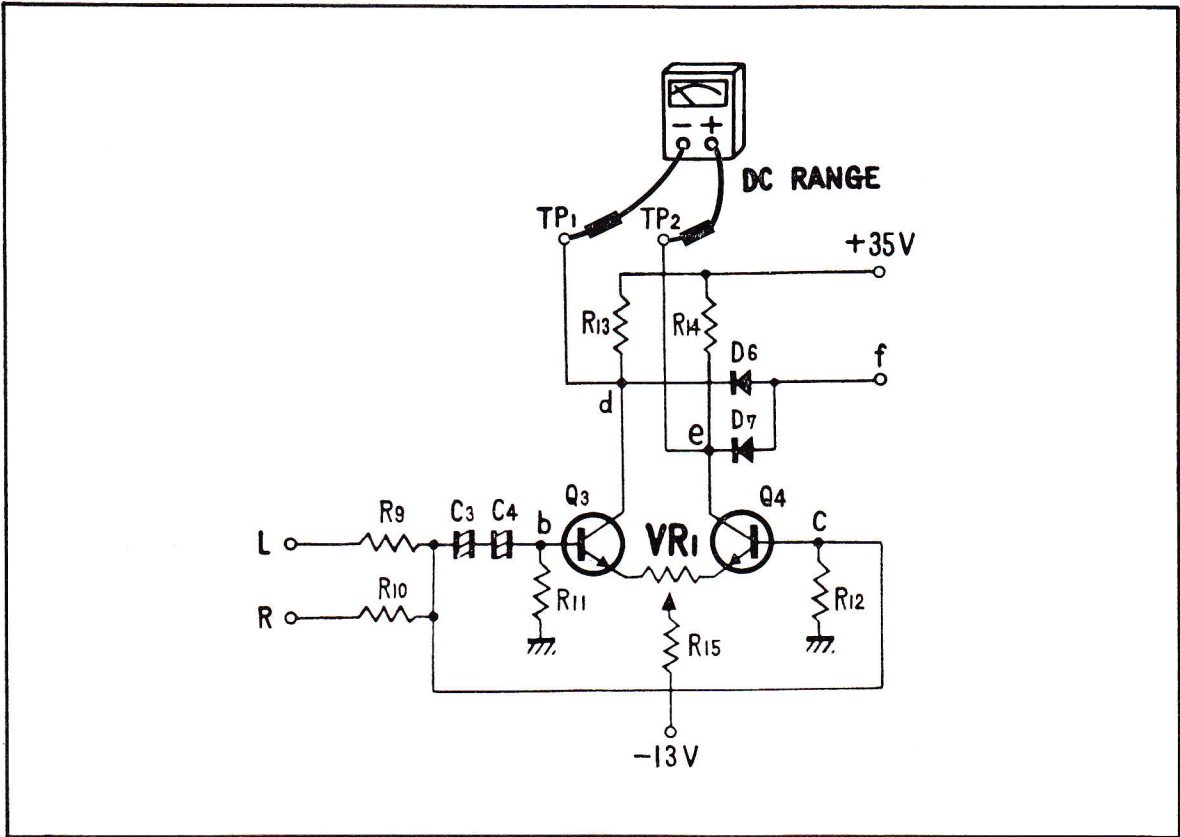 − +
DC RANGE
TP1 TP2
+35V
R13 R14
D6 f
d
D7
e
Q3 Q4
R9 C3 C4 b VR1 C
L
R10 R11 R12
R
R15
−13V